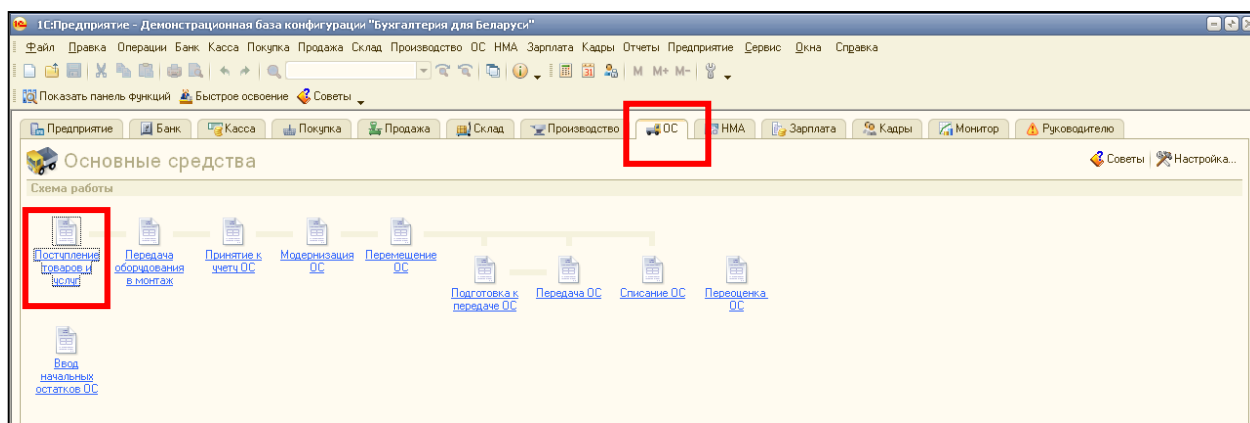 1С:Предприятие - Демонстрационная база конфигурации "Бухгалтерия для Беларуси"
Файл Правка Операции Банк Касса Покупка Продажа Склад Производство ОС НМА Зарплата Кадры Отчеты Предприятие Сервис Окна Справка
M M+ M-
Показать панель функций Быстрое освоение Советы
Предприятие Банк Касса Покупка Продажа Склад Производство ОС НМА Зарплата Кадры Монитор Руководителю
Основные средства Советы Настройка...
Схема работы
Поступление товаров и услуг
Передача оборудования в монтаж
Принятие к учету ОС
Модернизация ОС
Перемещение ОС
Подготовка к передаче ОС
Передача ОС
Списание ОС
Переоценка ОС
Ввод начальных остатков ОС